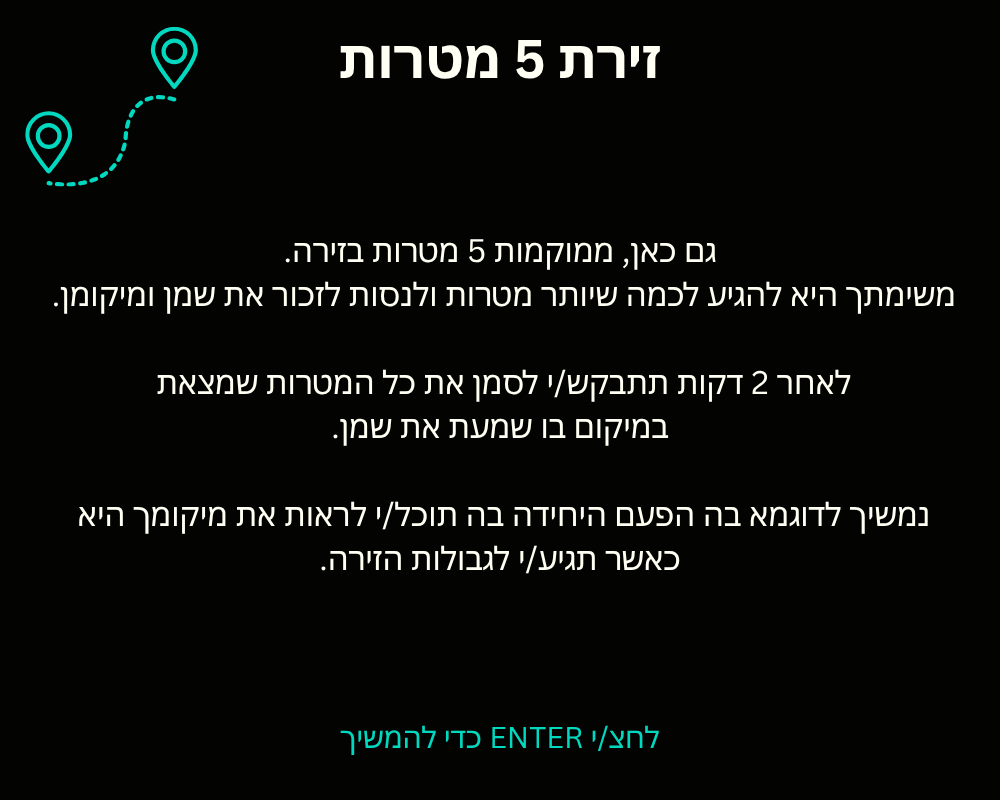 זירת 5 מטרות
גם כאן, ממוקמות 5 מטרות בזירה.
משימתך היא להגיע לכמה שיותר מטרות ולנסות לזכור את שמן ומיקומן.
לאחר 2 דקות תתבקש/י לסמן את כל המטרות שמצאת
במיקום בו שמעת את שמן.
נמשיך לדוגמא בה הפעם היחידה בה תוכל/י לראות את מיקומך היא
כאשר תגיע/י לגבולות הזירה.
לחצ/י ENTER כדי להמשיך